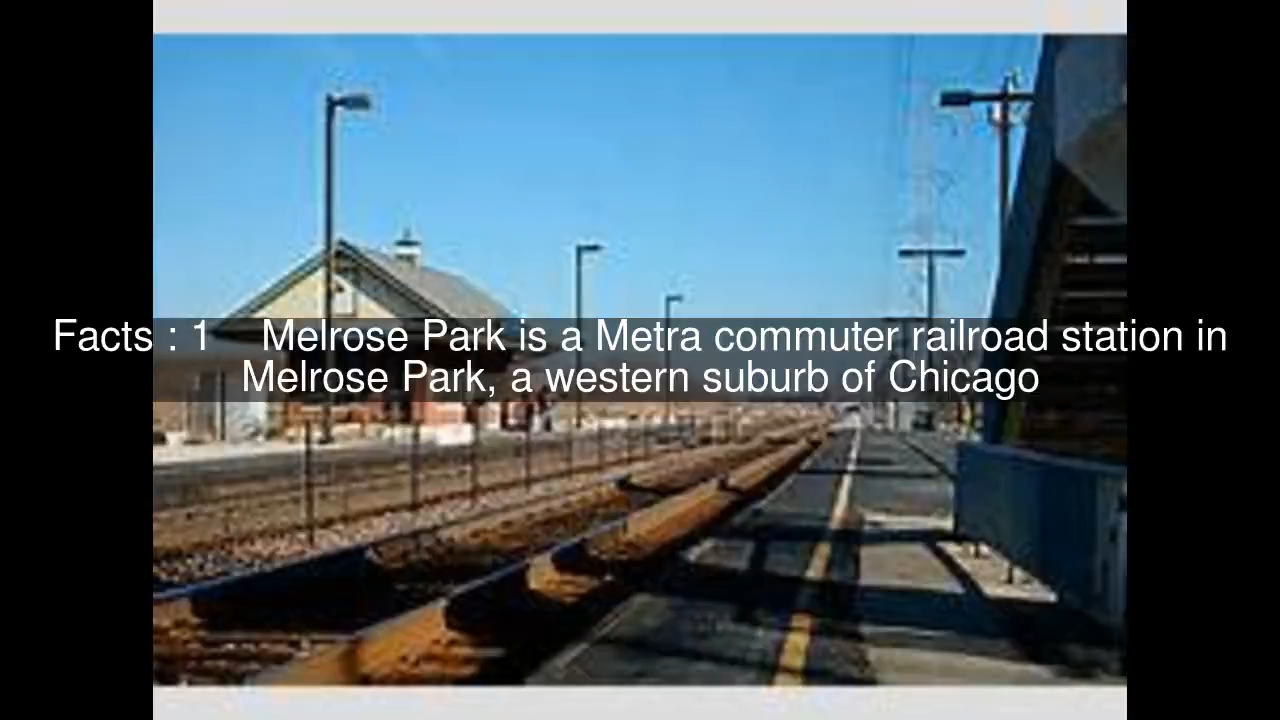 Facts : 1 Melrose Park is a Metra commuter railroad station in
Melrose Park, a western suburb of Chicago